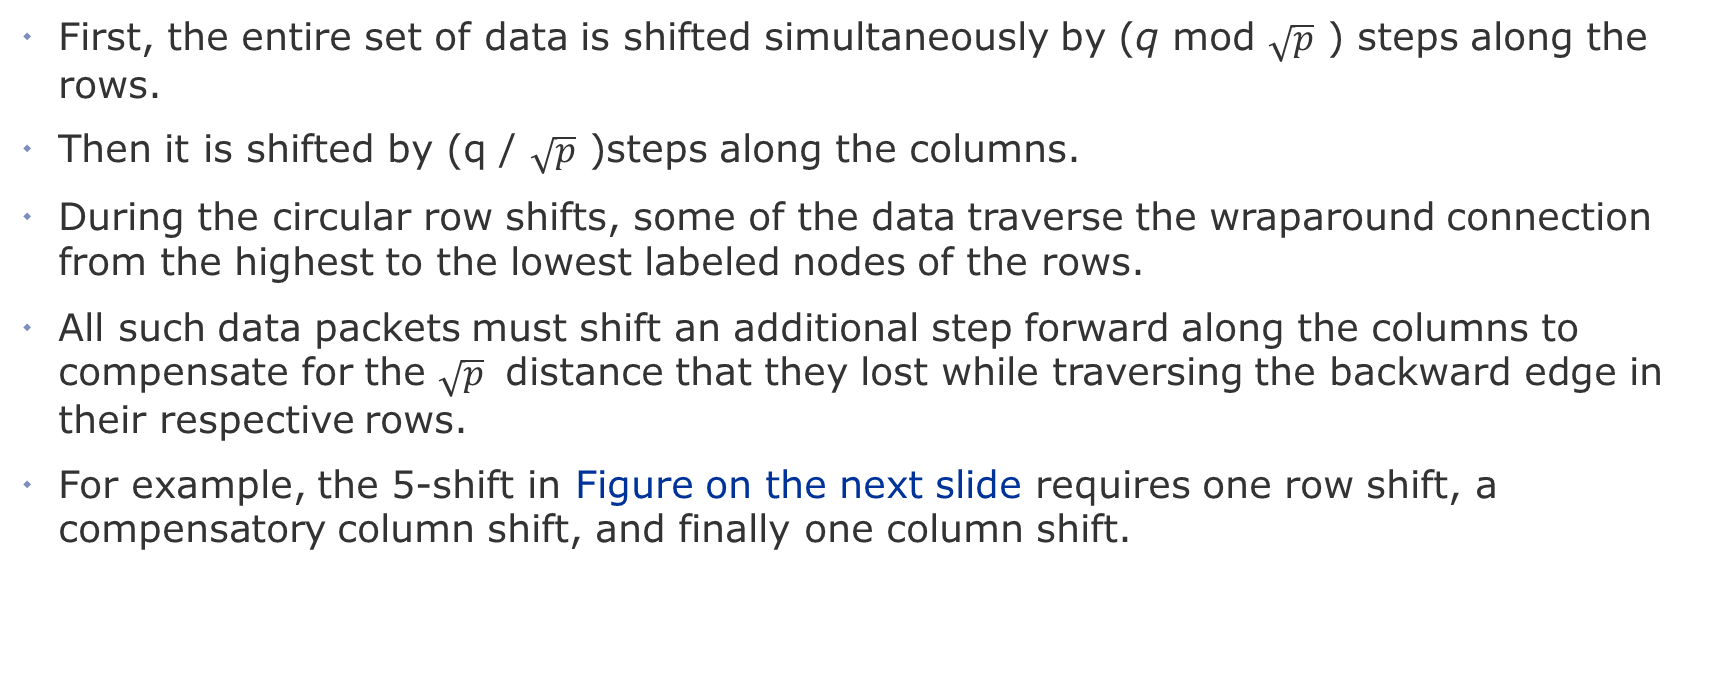 • First, the entire set of data is shifted simultaneously by (q mod √p ) steps along the
rows.
• Then it is shifted by (q / √p )steps along the columns.
• During the circular row shifts, some of the data traverse the wraparound connection
from the highest to the lowest labeled nodes of the rows.
• All such data packets must shift an additional step forward along the columns to
compensate for the √p distance that they lost while traversing the backward edge in
their respective rows.
• For example, the 5-shift in Figure on the next slide requires one row shift, a
compensatory column shift, and finally one column shift.